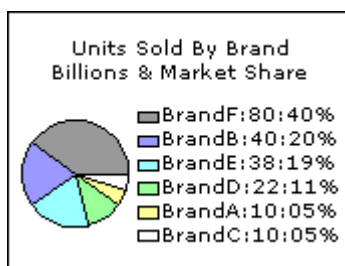 Units Sold By Brand
Billions & Market Share
BrandF:80:40%
BrandB:40:20%
BrandE:38:19%
BrandD:22:11%
BrandA:10:05%
BrandC:10:05%